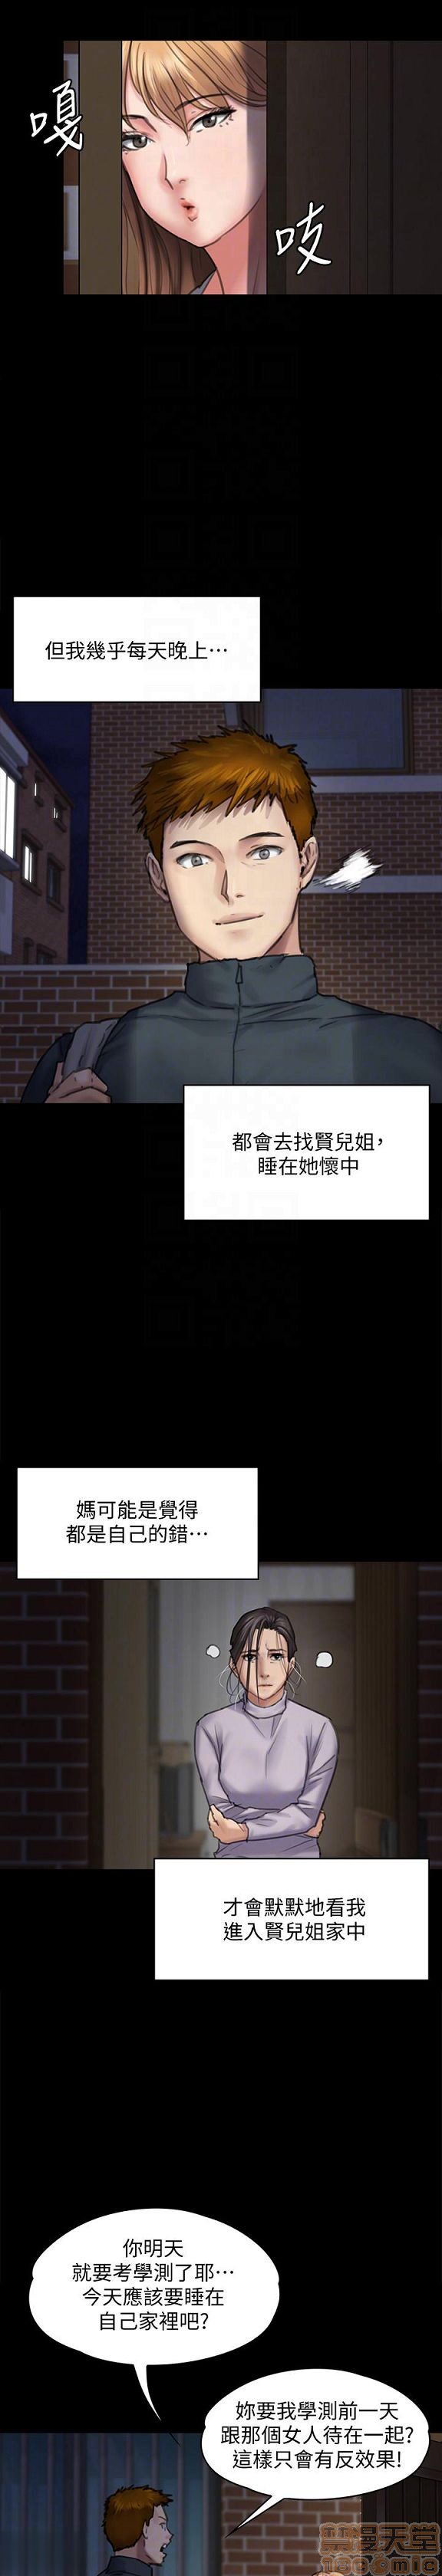 嘎
吱
但我幾乎每天晚上…
都會去找賢兒姐，
睡在她懷中
媽可能是覺得
都是自己的錯…
才會默默地看我
進入賢兒姐家中
你明天
就要考學測了耶…
今天應該要睡在
自己家裡吧?
妳要我學測前一天
跟那個女人待在一起?
這樣只會有反效果!
漫天堂